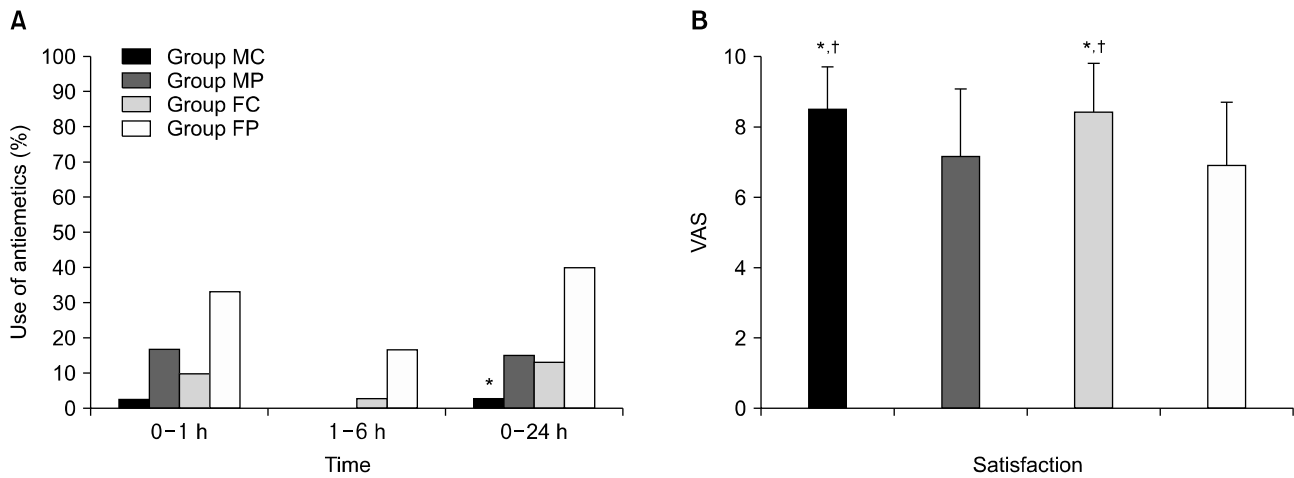 A
Use of antiemetics (%)
100
90
80
70
60
50
40
30
20
10
0
Group MC
Group MP
Group FC
Group FP
*
0–1 h
1–6 h
0–24 h
Time
B
VAS
10
8
6
4
2
0
*,†
*,†
Satisfaction